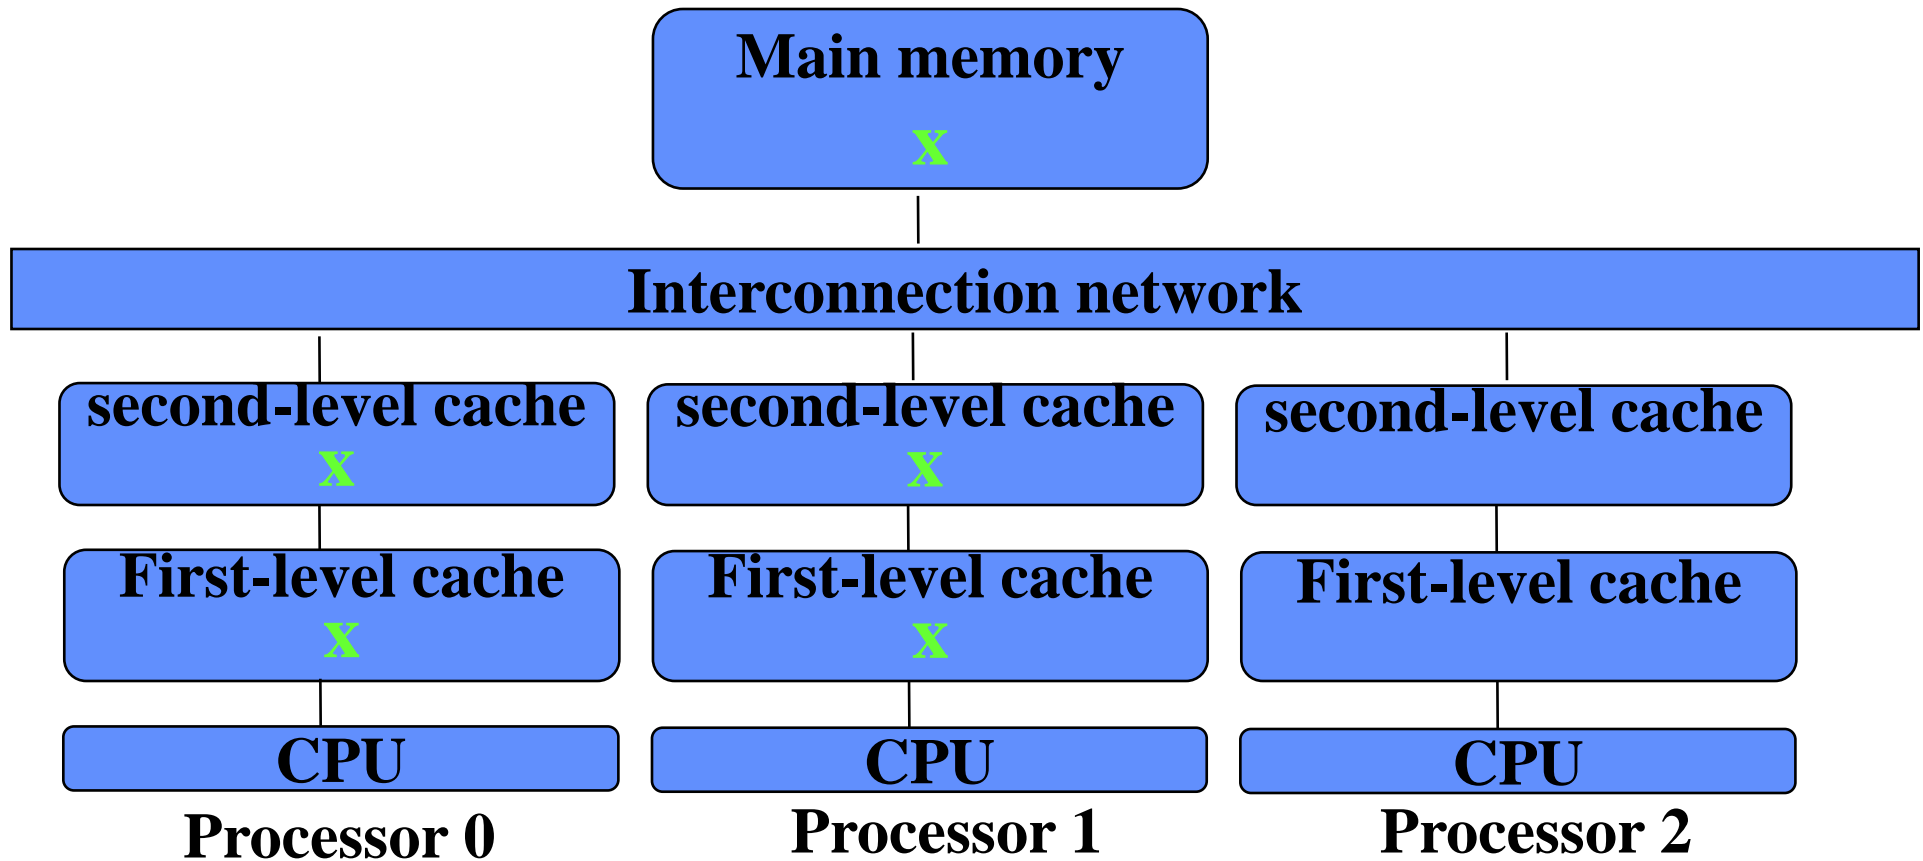 Main memory
x
Interconnection network
second-level cache
x
second-level cache
x
second-level cache
First-level cache
x
First-level cache
x
First-level cache
CPU
CPU
CPU
Processor 0
Processor 1
Processor 2